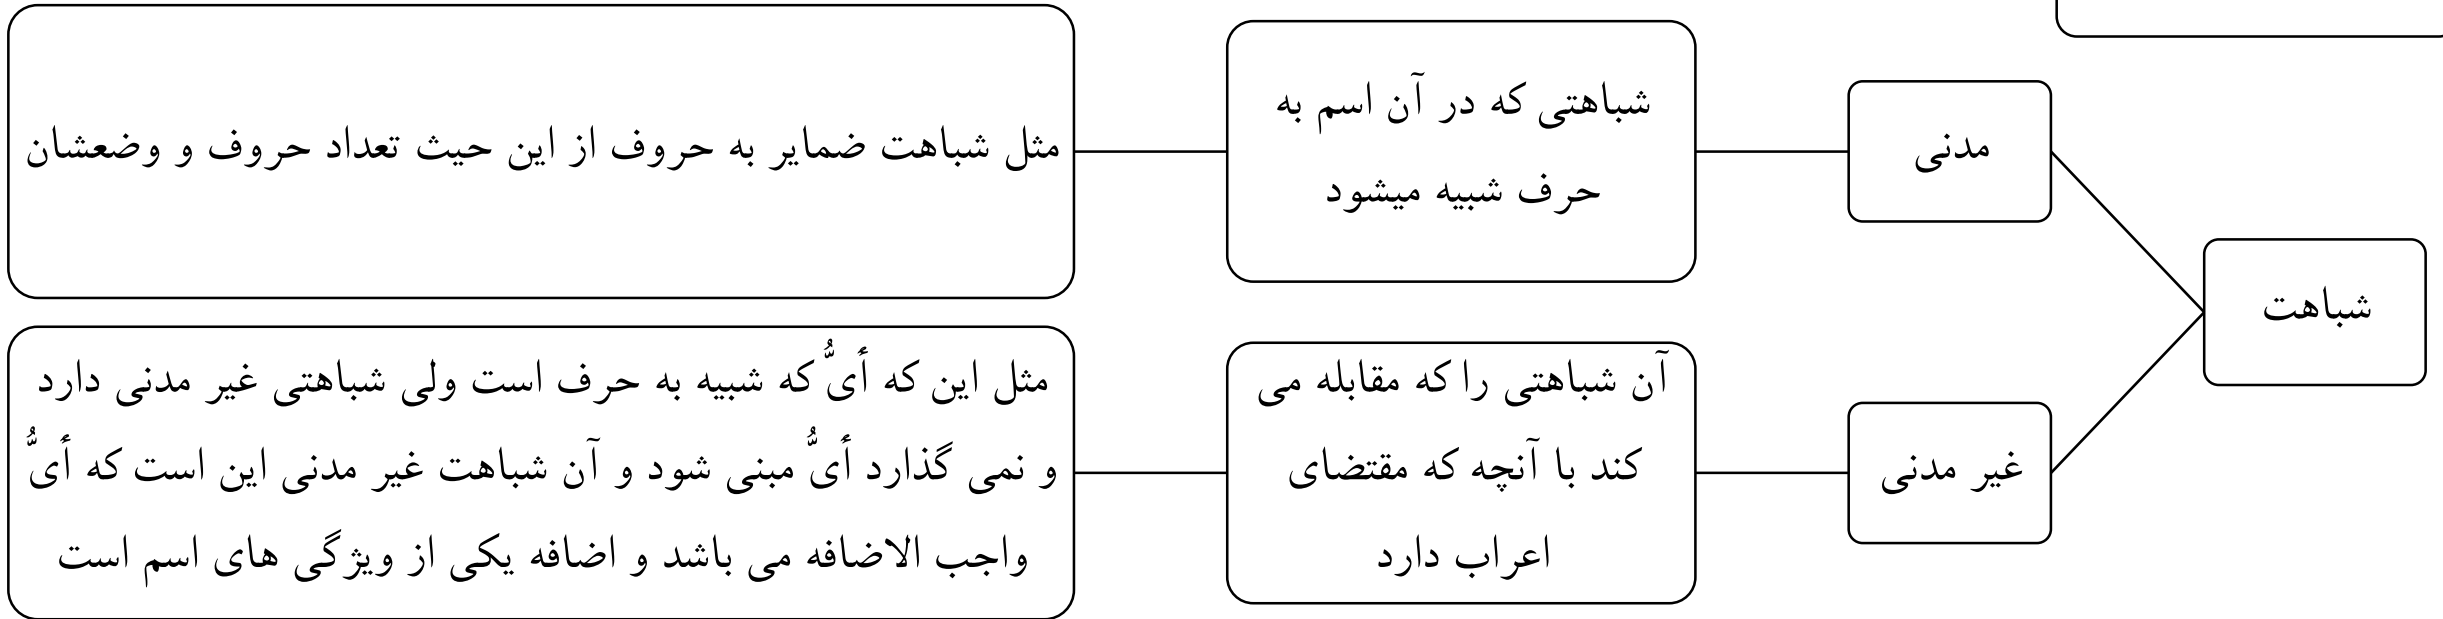 شباهت
مدنی
شباهتی که در آن اسم به
حرف شبیه میشود
مثل شباهت ضمایر به حروف از این حیث تعداد حروف و وضعشان
غیر مدنی
آن شباهتی را که مقابله می
کند با آنچه که مقتضای
اعراب دارد
مثل این که أیُّ که شبیه به حرف است ولی شباهتی غیر مدنی دارد
و نمی گذارد أیُّ مبنی شود و آن شباهت غیر مدنی این است که أیُّ
واجب الاضافه می باشد و اضافه یکی از ویژگی های اسم است